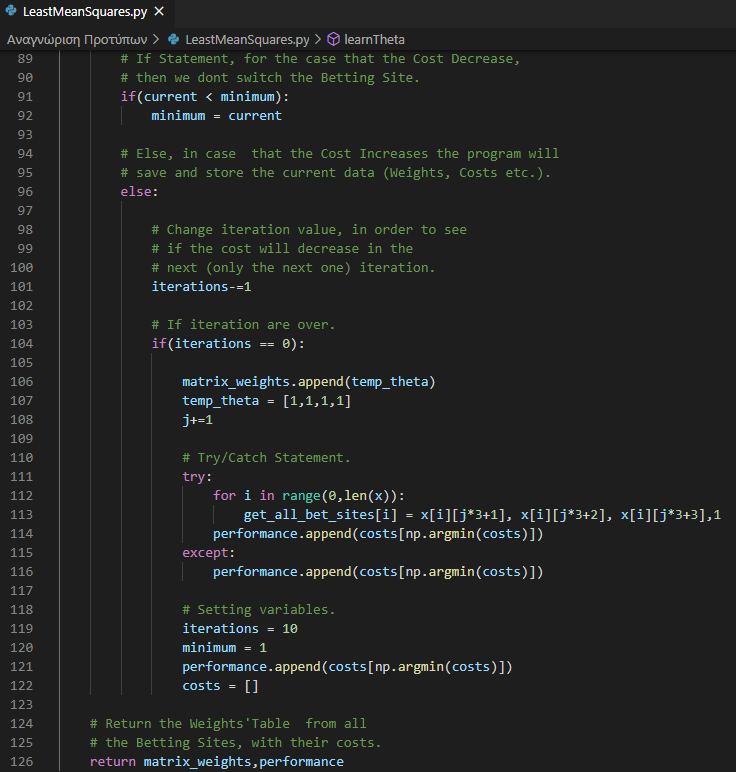 LeastMeanSquares.py ✕
Αναγνώριση Προτύπων > LeastMeanSquares.py > learnTheta
89 # If Statement, for the case that the Cost Decrease,
90 # then we dont switch the Betting Site.
91 if(current < minimum):
92 minimum = current
93
94 # Else, in case  that the Cost Increases the program will
95 # save and store the current data (Weights, Costs etc.).
96 else:
97
98 # Change iteration value, in order to see
99 # if the cost will decrease in the
100 # next (only the next one) iteration.
101 iterations-=1
102
103 # If iteration are over.
104 if(iterations == 0):
105
106 matrix_weights.append(temp_theta)
107 temp_theta = [1,1,1,1]
108 j+=1
109
110 # Try/Catch Statement.
111 try:
112 for i in range(0,len(x)):
113 get_all_bet_sites[i] = x[i][j*3+1], x[i][j*3+2], x[i][j*3+3],1
114 performance.append(costs[np.argmin(costs)])
115 except:
116 performance.append(costs[np.argmin(costs)])
117
118 # Setting variables.
119 iterations = 10
120 minimum = 1
121 performance.append(costs[np.argmin(costs)])
122 costs = []
123
124 # Return the Weights'Table  from all
125 # the Betting Sites, with their costs.
126 return matrix_weights,performance